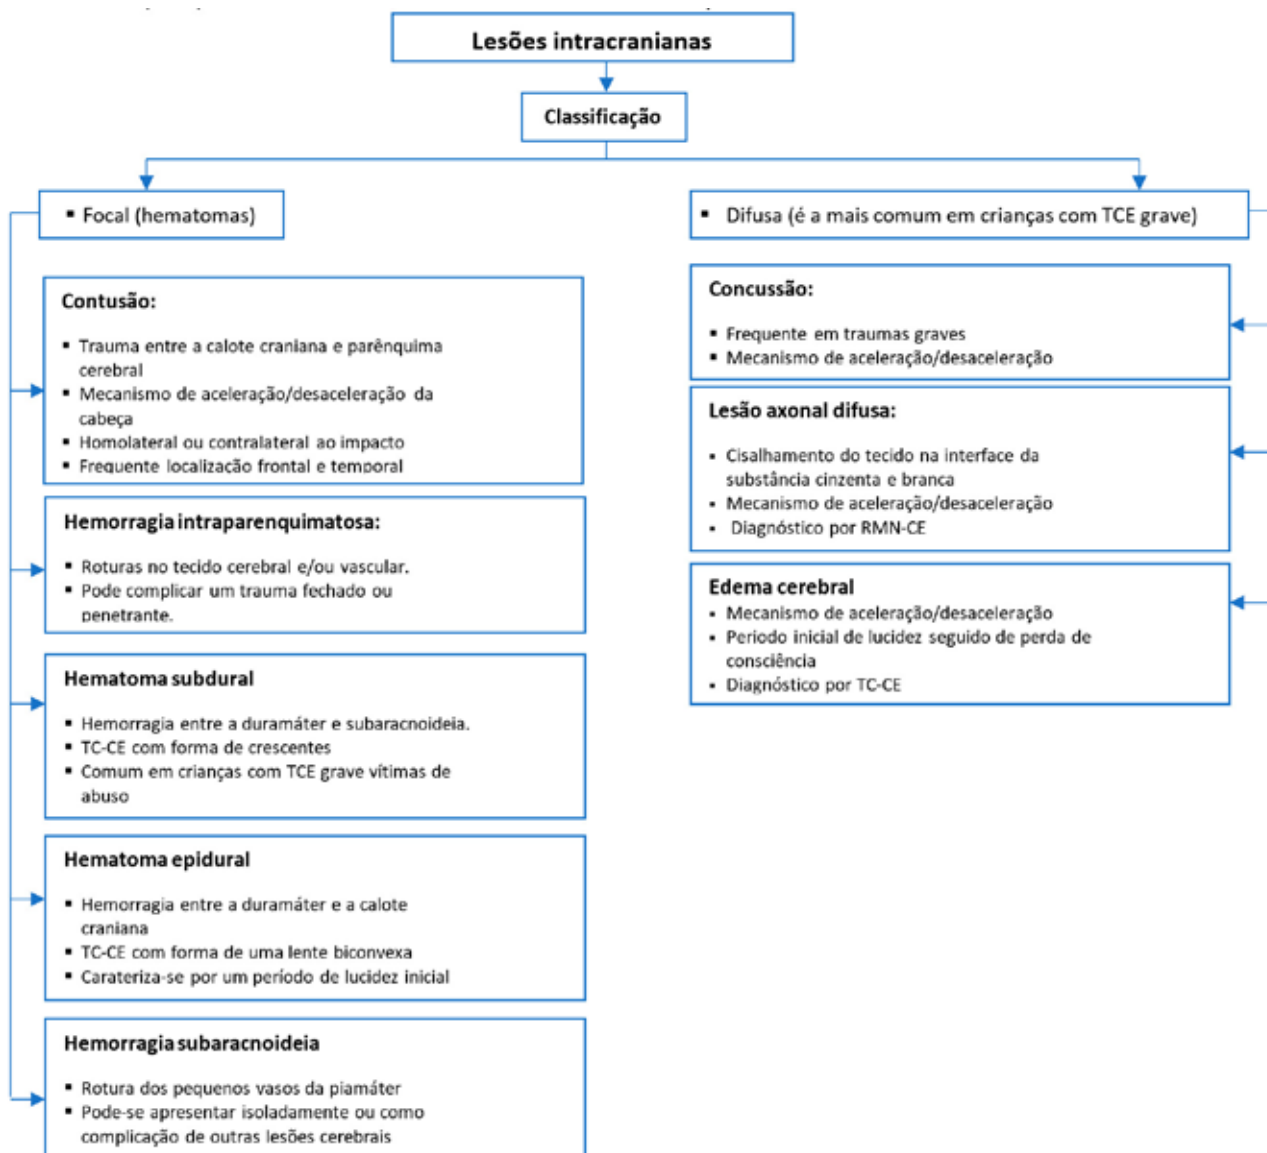 Lesões intracranianas
Classificação
▪ Focal (hematomas)
Contusão:
▪ Trauma entre a calote craniana e parênquima
cerebral
▪ Mecanismo de aceleração/desaceleração da
cabeça
▪ Homolateral ou contralateral ao impacto
▪ Frequente localização frontal e temporal
Hemorragia intraparenquimatosa:
▪ Roturas no tecido cerebral e/ou vascular.
▪ Pode complicar um trauma fechado ou
penetrante.
Hematoma subdural
▪ Hemorragia entre a duramáter e subaracnoideia.
▪ TC-CE com forma de crescentes
▪ Comum em crianças com TCE grave vítimas de
abuso
Hematoma epidural
▪ Hemorragia entre a duramáter e a calote
craniana
▪ TC-CE com forma de uma lente biconvexa
▪ Carateriza-se por um período de lucidez inicial
Hemorragia subaracnoideia
▪ Rotura dos pequenos vasos da piamáter
▪ Pode-se apresentar isoladamente ou como
complicação de outras lesões cerebrais
▪ Difusa (é a mais comum em crianças com TCE grave)
Concussão:
▪ Frequente em traumas graves
▪ Mecanismo de aceleração/desaceleração
Lesão axonal difusa:
▪ Cisalhamento do tecido na interface da
substância cinzenta e branca
▪ Mecanismo de aceleração/desaceleração
▪ Diagnóstico por RMN-CE
Edema cerebral
▪ Mecanismo de aceleração/desaceleração
▪ Periodo inicial de lucidez seguido de perda de
consciência
▪ Diagnóstico por TC-CE